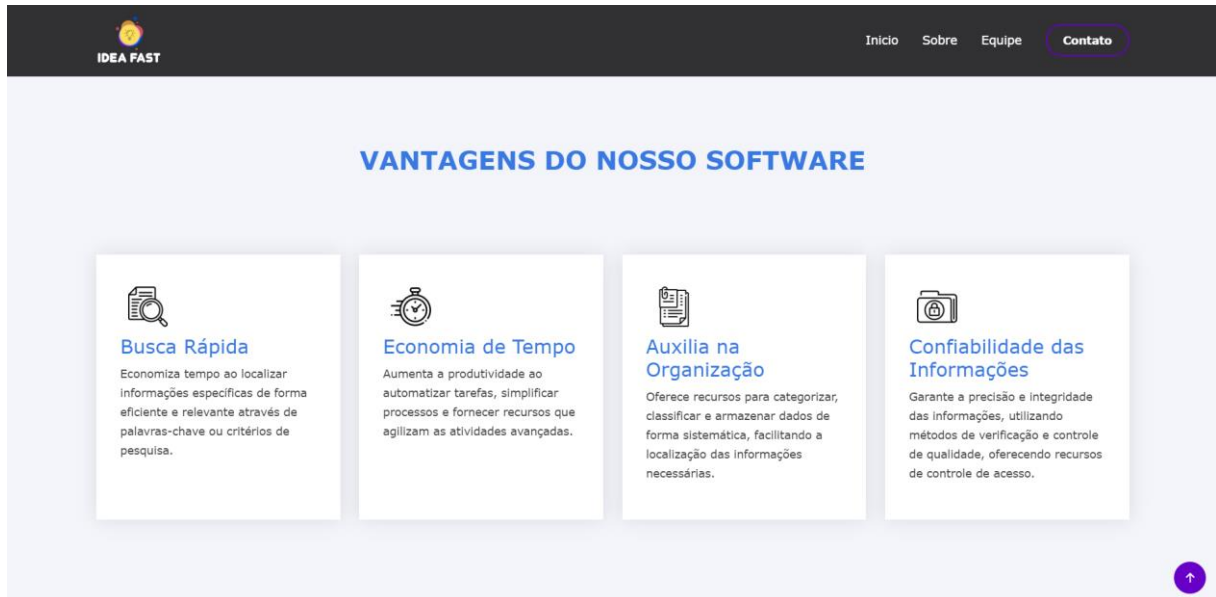 IDEA FAST
Inicio Sobre Equipe Contato
VANTAGENS DO NOSSO SOFTWARE
Busca Rápida
Economiza tempo ao localizar
informações específicas de forma
eficiente e relevante através de
palavras-chave ou critérios de
pesquisa.
Economia de Tempo
Aumenta a produtividade ao
automatizar tarefas, simplificar
processos e fornecer recursos que
agilizam as atividades avançadas.
Auxilia na
Organização
Oferece recursos para categorizar,
classificar e armazenar dados de
forma sistemática, facilitando a
localização das informações
necessárias.
Confiabilidade das
Informações
Garante a precisão e integridade
das informações, utilizando
métodos de verificação e controle
de qualidade, oferecendo recursos
de controle de acesso.